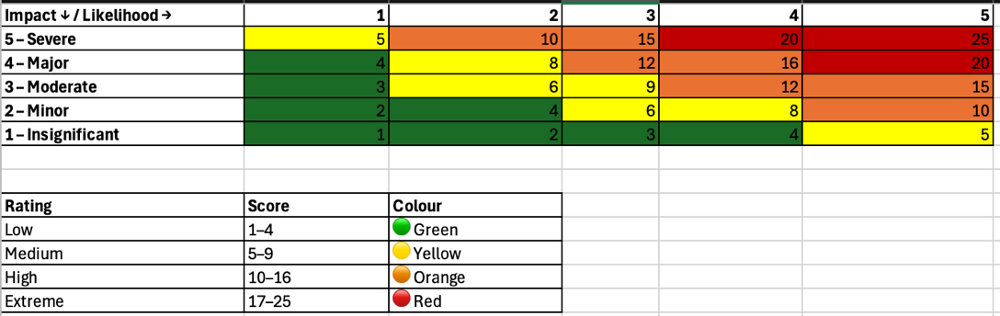 Impact ↓ / Likelihood → 1 2 3 4 5
5 – Severe 5 10 15 20 25
4 – Major 4 8 12 16 20
3 – Moderate 3 6 9 12 15
2 – Minor 2 4 6 8 10
1 – Insignificant 1 2 3 4 5
Rating Score Colour
Low 1–4 Green
Medium 5–9 Yellow
High 10–16 Orange
Extreme 17–25 Red